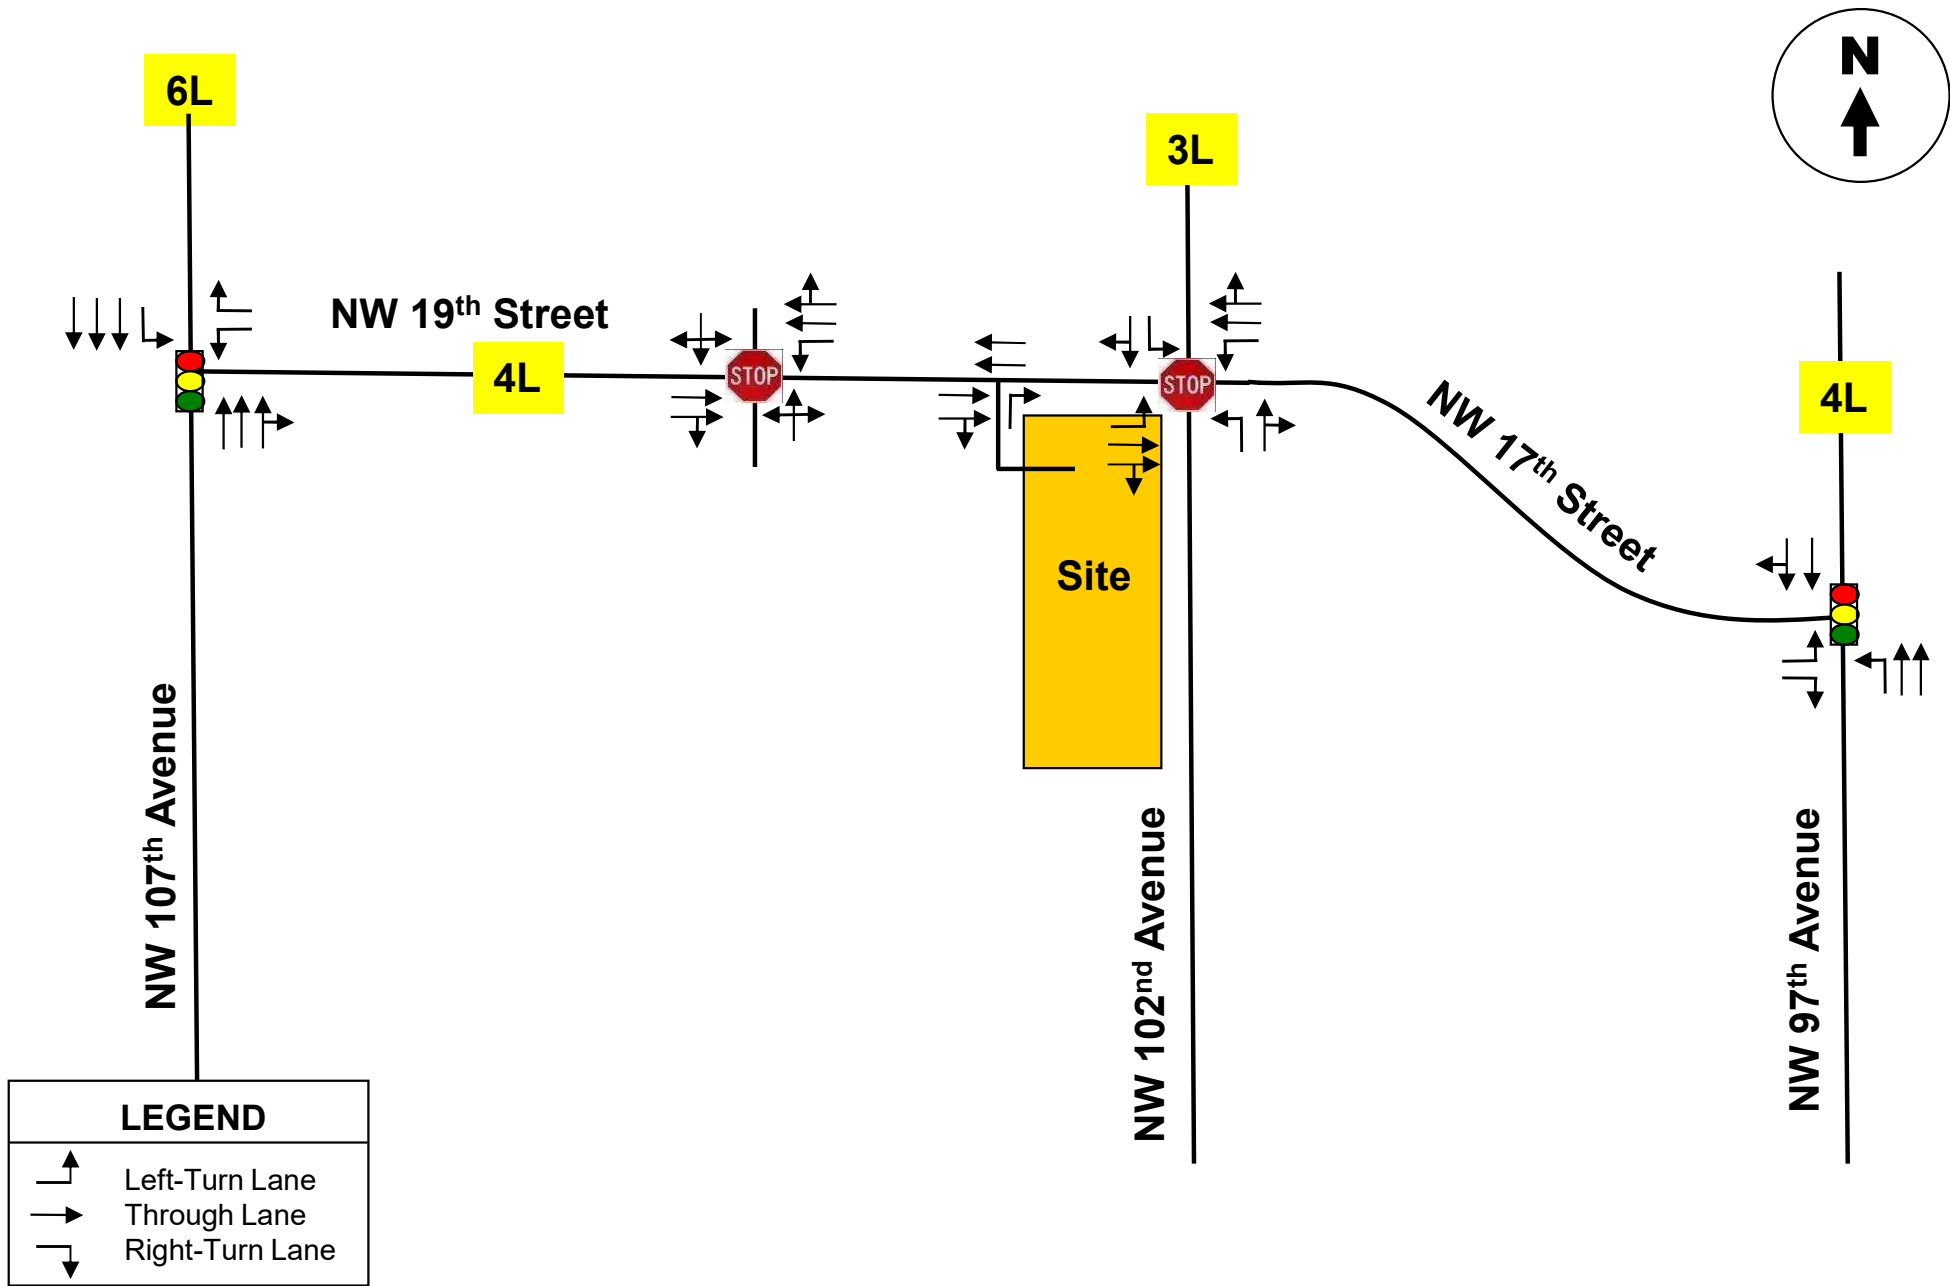 N
6L
3L
NW 19th Street
4L
STOP
STOP
4L
NW 17th Street
Site
NW 107th Avenue
NW 102nd Avenue
NW 97th Avenue
LEGEND
Left-Turn Lane
Through Lane
Right-Turn Lane